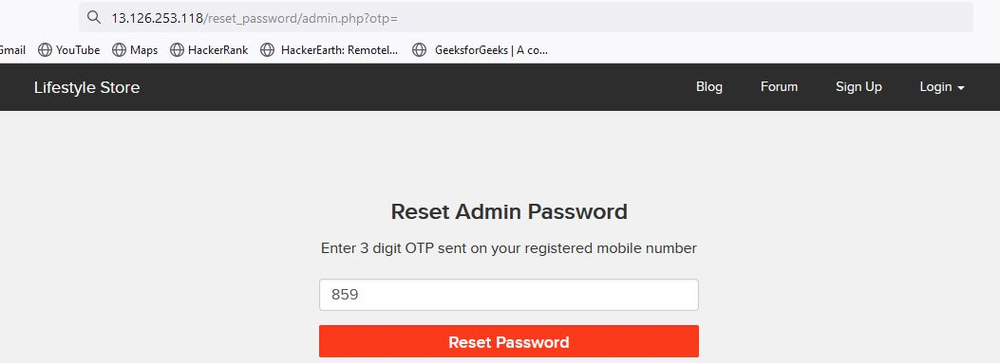 13.126.253.118/reset_password/admin.php?otp=
Gmail YouTube Maps HackerRank HackerEarth: Remotel... GeeksforGeeks | A co...
Lifestyle Store Blog Forum Sign Up Login
Reset Admin Password
Enter 3 digit OTP sent on your registered mobile number
859
Reset Password